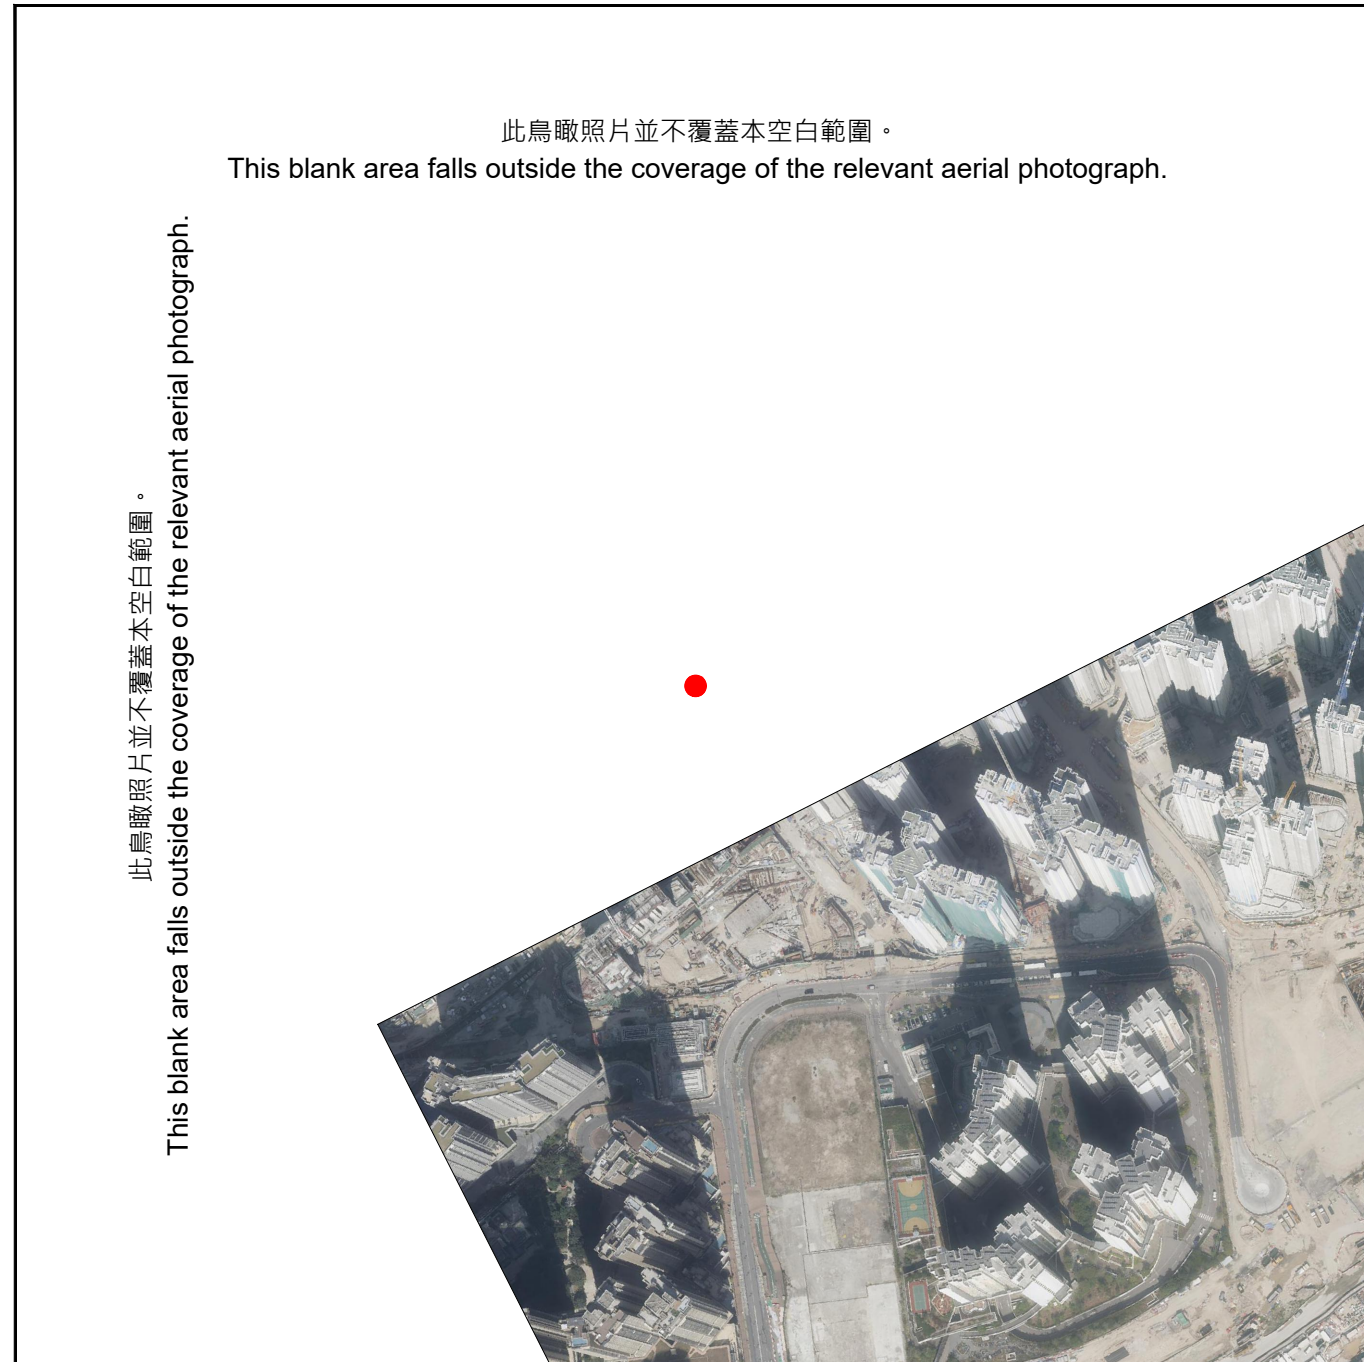 此鳥瞰照片並不覆蓋本空白範圍。
This blank area falls outside the coverage of the relevant aerial photograph.
此鳥瞰照片並不覆蓋本空白範圍。
This blank area falls outside the coverage of the relevant aerial photograph.